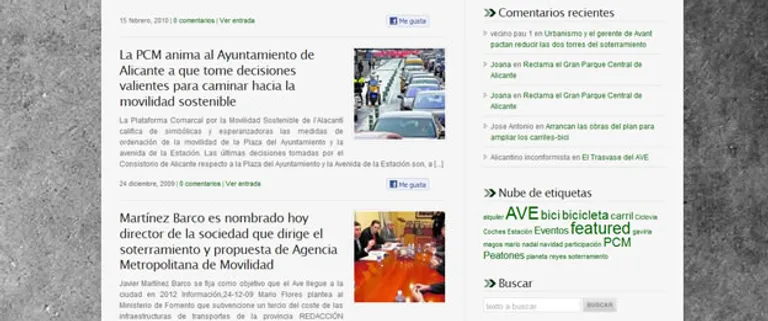 15 febrero, 2010 | 0 comentarios | Ver entrada
Me gusta
La PCM anima al Ayuntamiento de
Alicante a que tome decisiones
valientes para caminar hacia la
movilidad sostenible
La Plataforma Comarcal por la Movilidad Sostenible de l'Alacantí
califica de simbólicas y esperanzadoras las medidas de
ordenación de la movilidad de la Plaza del Ayuntamiento y la
avenida de la Estación. Las últimas decisiones tomadas por el
Consistorio de Alicante respecto a la Plaza del Ayuntamiento y la Avenida de la Estación son, a [...]
24 diciembre, 2009 | 0 comentarios | Ver entrada
Me gusta
Martínez Barco es nombrado hoy
director de la sociedad que dirige el
soterramiento y propuesta de Agencia
Metropolitana de Movilidad
Javier Martínez Barco se fija como objetivo que el Ave llegue a la
ciudad en 2012 Información,24-12-09 Mario Flores plantea al
Ministerio de Fomento que subvencione un tercio del coste de las
infraestructuras de transportes de la provincia REDACCIÓN
Comentarios recientes
vecino pau 1 en Urbanismo y el gerente de Avant
pactan reducir las dos torres del soterramiento
Joana en Reclama el Gran Parque Central de
Alicante
Joana en Reclama el Gran Parque Central de
Alicante
Jose Antonio en Arrancan las obras del plan para
ampliar los carriles-bici
Alicantino inconformista en El Trasvase del AVE
Nube de etiquetas
alquiler AVE bici bicicleta carril Ciclovia
Coches Estación Eventos featured gaviria
magos mario nadal navidad participación PCM
Peatones planeta reyes soterramiento
Buscar
texto a buscar
BUSCAR